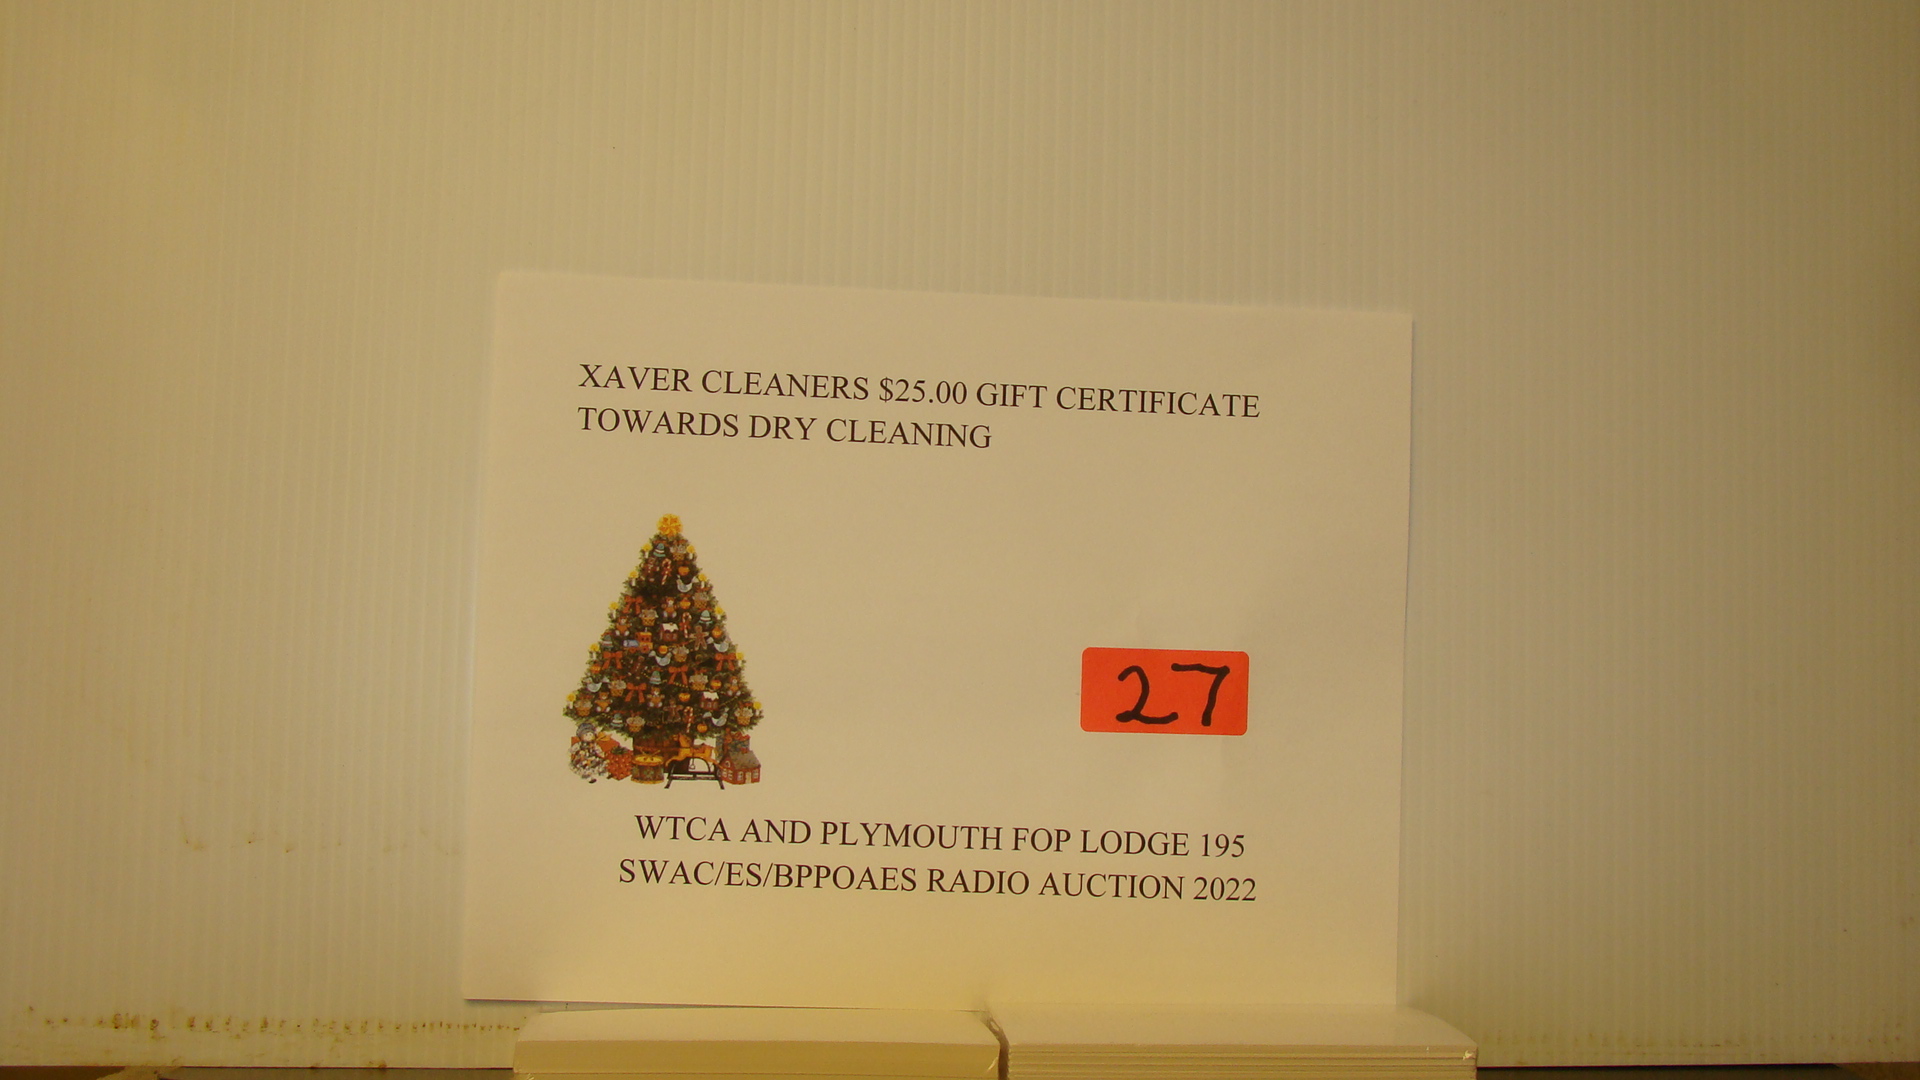 XAVER CLEANERS $25.00 GIFT CERTIFICATE
TOWARDS DRY CLEANING
27
WTCA AND PLYMOUTH FOP LODGE 195
SWAC/ES/BPPOAES RADIO AUCTION 2022